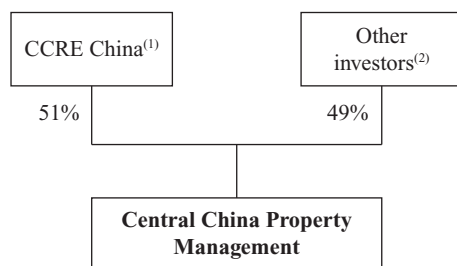 CCRE China(1)
Other
investors(2)
51%
49%
Central China Property
Management